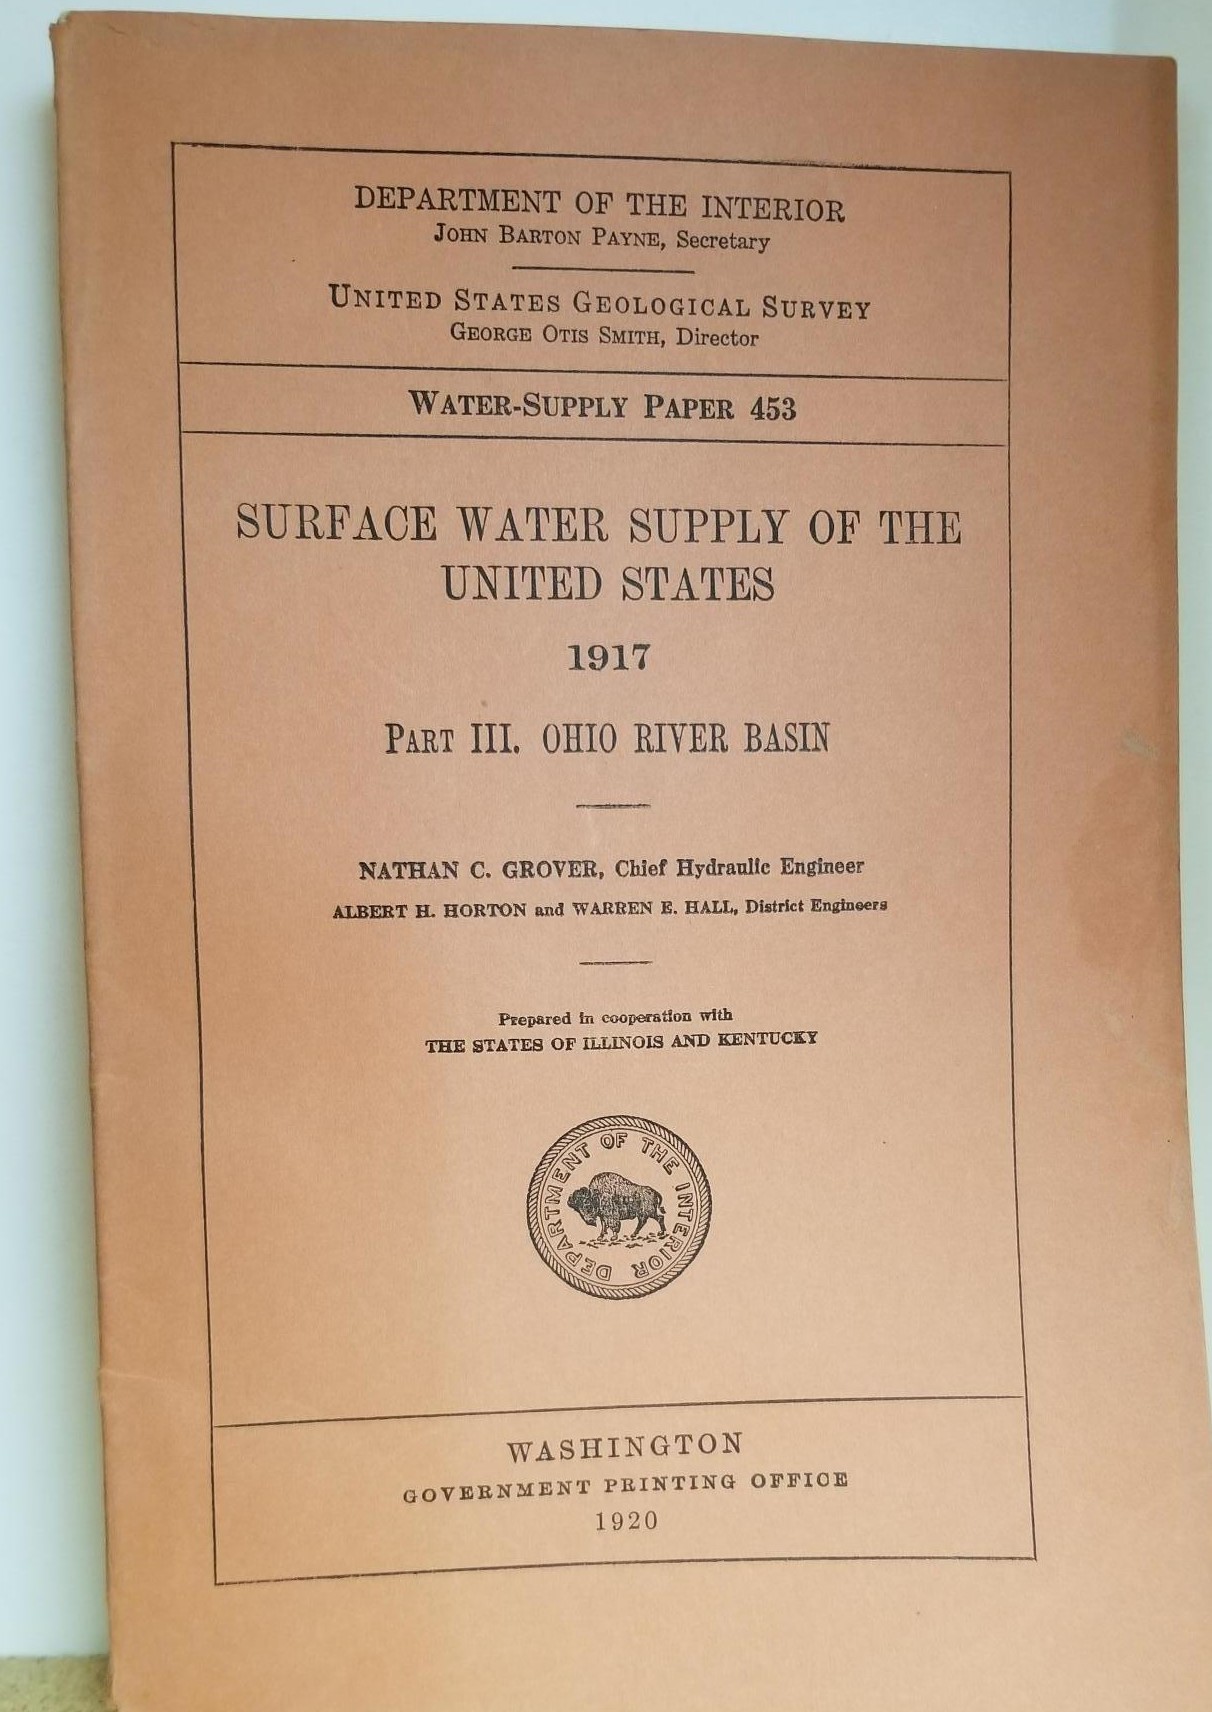 DEPARTMENT OF THE INTERIOR
JOHN BARTON PAYNE, Secretary
UNITED STATES GEOLOGICAL SURVEY
GEORGE OTIS SMITH, Director
WATER-SUPPLY PAPER 453
SURFACE WATER SUPPLY OF THE
UNITED STATES
1917
PART III. OHIO RIVER BASIN
NATHAN C. GROVER, Chief Hydraulic Engineer
ALBERT H. HORTON and WARREN E. HALL, District Engineers
Prepared in cooperation with
THE STATES OF ILLINOIS AND KENTUCKY
DEPARTMENT OF THE INTERIOR
WASHINGTON
GOVERNMENT PRINTING OFFICE
1920